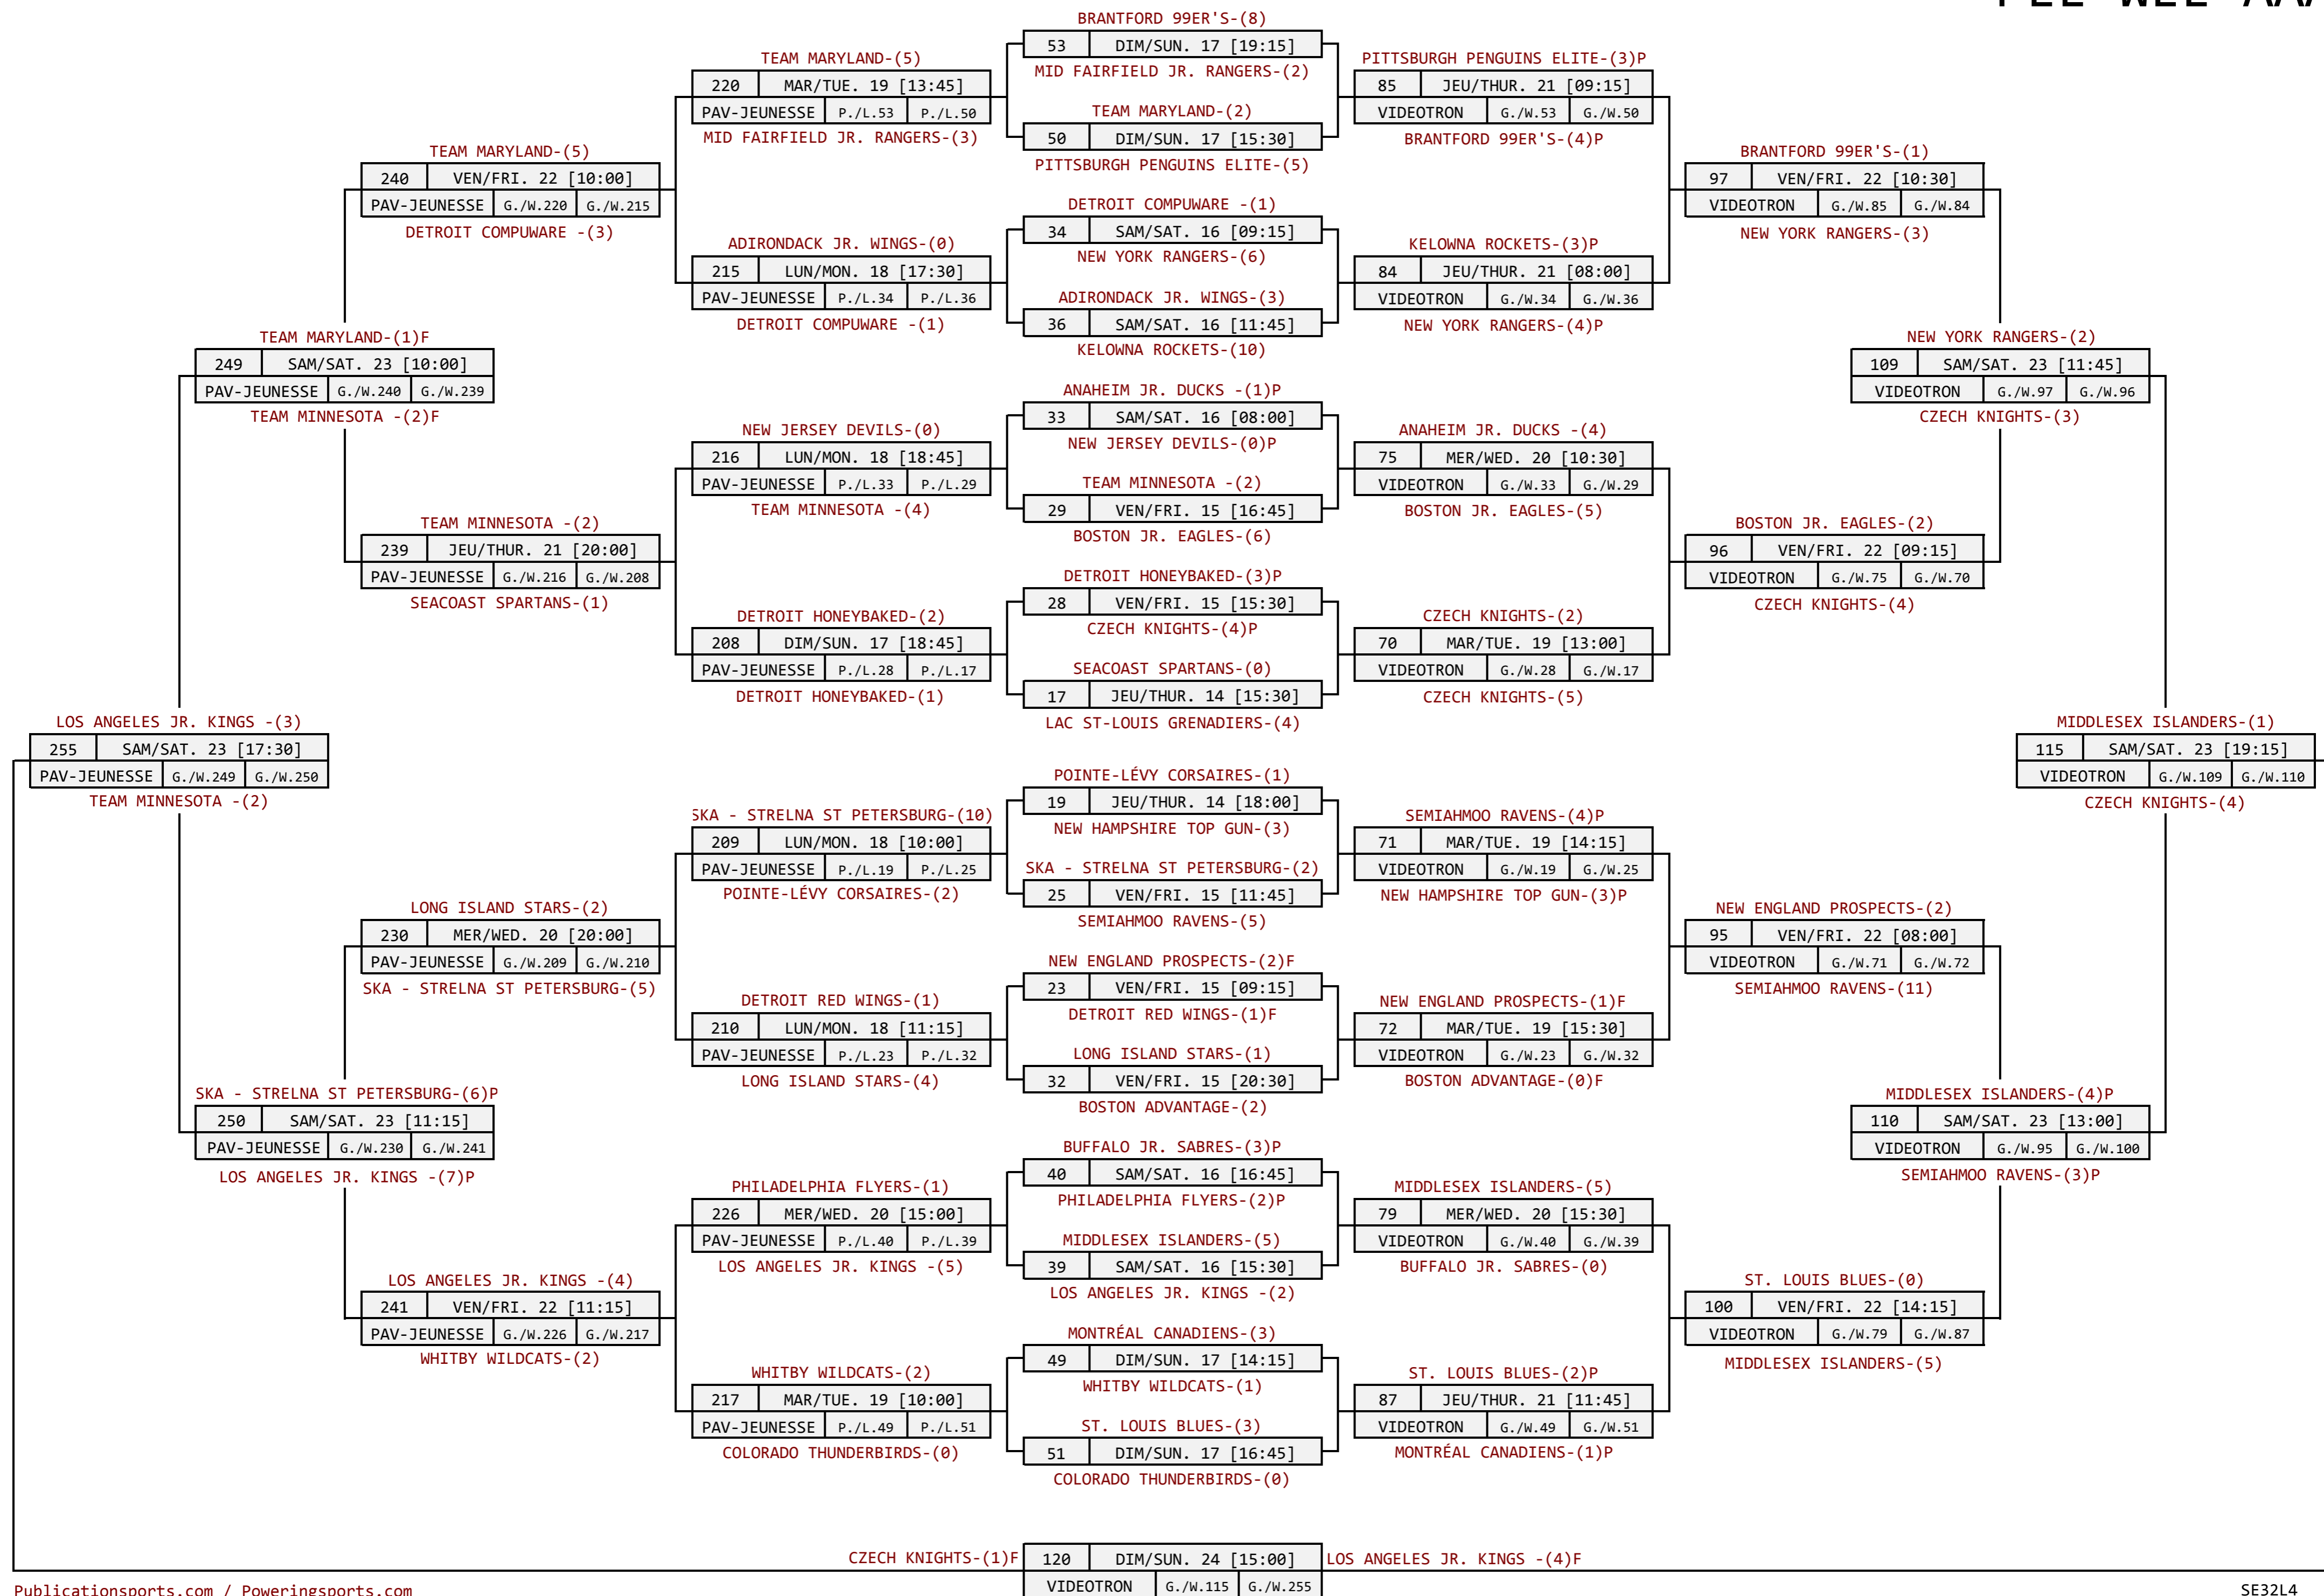 LOS ANGELES JR. KINGS -(3)
255 SAM/SAT. 23 [17:30]
PAV-JEUNESSE G./W.249 G./W.250
TEAM MINNESOTA -(2)
TEAM MARYLAND-(1)F
249 SAM/SAT. 23 [10:00]
PAV-JEUNESSE G./W.240 G./W.239
TEAM MINNESOTA -(2)F
SKA - STRELNA ST PETERSBURG-(6)P
250 SAM/SAT. 23 [11:15]
PAV-JEUNESSE G./W.230 G./W.241
LOS ANGELES JR. KINGS -(7)P
TEAM MARYLAND-(5)
240 VEN/FRI. 22 [10:00]
PAV-JEUNESSE G./W.220 G./W.215
DETROIT COMPUWARE -(3)
TEAM MINNESOTA -(2)
239 JEU/THUR. 21 [20:00]
PAV-JEUNESSE G./W.216 G./W.208
SEACOAST SPARTANS-(1)
LONG ISLAND STARS-(2)
230 MER/WED. 20 [20:00]
PAV-JEUNESSE G./W.209 G./W.210
SKA - STRELNA ST PETERSBURG-(5)
LOS ANGELES JR. KINGS -(4)
241 VEN/FRI. 22 [11:15]
PAV-JEUNESSE G./W.226 G./W.217
WHITBY WILDCATS-(2)
TEAM MARYLAND-(5)
220 MAR/TUE. 19 [13:45]
PAV-JEUNESSE P./L.53 P./L.50
MID FAIRFIELD JR. RANGERS-(3)
ADIRONDACK JR. WINGS-(0)
215 LUN/MON. 18 [17:30]
PAV-JEUNESSE P./L.34 P./L.36
DETROIT COMPUWARE -(1)
NEW JERSEY DEVILS-(0)
216 LUN/MON. 18 [18:45]
PAV-JEUNESSE P./L.33 P./L.29
TEAM MINNESOTA -(4)
DETROIT HONEYBAKED-(2)
208 DIM/SUN. 17 [18:45]
PAV-JEUNESSE P./L.28 P./L.17
DETROIT HONEYBAKED-(1)
SKA - STRELNA ST PETERSBURG-(10)
209 LUN/MON. 18 [10:00]
PAV-JEUNESSE P./L.19 P./L.25
POINTE-LÉVY CORSAIRES-(2)
DETROIT RED WINGS-(1)
210 LUN/MON. 18 [11:15]
PAV-JEUNESSE P./L.23 P./L.32
LONG ISLAND STARS-(4)
PHILADELPHIA FLYERS-(1)
226 MER/WED. 20 [15:00]
PAV-JEUNESSE P./L.40 P./L.39
LOS ANGELES JR. KINGS -(5)
WHITBY WILDCATS-(2)
217 MAR/TUE. 19 [10:00]
PAV-JEUNESSE P./L.49 P./L.51
COLORADO THUNDERBIRDS-(0)
BRANTFORD 99ER'S-(8)
53 DIM/SUN. 17 [19:15]
MID FAIRFIELD JR. RANGERS-(2)
TEAM MARYLAND-(2)
50 DIM/SUN. 17 [15:30]
PITTSBURGH PENGUINS ELITE-(5)
DETROIT COMPUWARE -(1)
34 SAM/SAT. 16 [09:15]
NEW YORK RANGERS-(6)
ADIRONDACK JR. WINGS-(3)
36 SAM/SAT. 16 [11:45]
KELOWNA ROCKETS-(10)
ANAHEIM JR. DUCKS -(1)P
33 SAM/SAT. 16 [08:00]
NEW JERSEY DEVILS-(0)P
TEAM MINNESOTA -(2)
29 VEN/FRI. 15 [16:45]
BOSTON JR. EAGLES-(6)
DETROIT HONEYBAKED-(3)P
28 VEN/FRI. 15 [15:30]
CZECH KNIGHTS-(4)P
SEACOAST SPARTANS-(0)
17 JEU/THUR. 14 [15:30]
LAC ST-LOUIS GRENADIERS-(4)
POINTE-LÉVY CORSAIRES-(1)
19 JEU/THUR. 14 [18:00]
NEW HAMPSHIRE TOP GUN-(3)
SKA - STRELNA ST PETERSBURG-(2)
25 VEN/FRI. 15 [11:45]
SEMIAHMOO RAVENS-(5)
NEW ENGLAND PROSPECTS-(2)F
23 VEN/FRI. 15 [09:15]
DETROIT RED WINGS-(1)F
LONG ISLAND STARS-(1)
32 VEN/FRI. 15 [20:30]
BOSTON ADVANTAGE-(2)
BUFFALO JR. SABRES-(3)P
40 SAM/SAT. 16 [16:45]
PHILADELPHIA FLYERS-(2)P
MIDDLESEX ISLANDERS-(5)
39 SAM/SAT. 16 [15:30]
LOS ANGELES JR. KINGS -(2)
MONTRÉAL CANADIENS-(3)
49 DIM/SUN. 17 [14:15]
WHITBY WILDCATS-(1)
ST. LOUIS BLUES-(3)
51 DIM/SUN. 17 [16:45]
COLORADO THUNDERBIRDS-(0)
PITTSBURGH PENGUINS ELITE-(3)P
85 JEU/THUR. 21 [09:15]
VIDEOTRON G./W.53 G./W.50
BRANTFORD 99ER'S-(4)P
KELOWNA ROCKETS-(3)P
84 JEU/THUR. 21 [08:00]
VIDEOTRON G./W.34 G./W.36
NEW YORK RANGERS-(4)P
ANAHEIM JR. DUCKS -(4)
75 MER/WED. 20 [10:30]
VIDEOTRON G./W.33 G./W.29
BOSTON JR. EAGLES-(5)
CZECH KNIGHTS-(2)
70 MAR/TUE. 19 [13:00]
VIDEOTRON G./W.28 G./W.17
CZECH KNIGHTS-(5)
SEMIAHMOO RAVENS-(4)P
71 MAR/TUE. 19 [14:15]
VIDEOTRON G./W.19 G./W.25
NEW HAMPSHIRE TOP GUN-(3)P
NEW ENGLAND PROSPECTS-(1)F
72 MAR/TUE. 19 [15:30]
VIDEOTRON G./W.23 G./W.32
BOSTON ADVANTAGE-(0)F
MIDDLESEX ISLANDERS-(5)
79 MER/WED. 20 [15:30]
VIDEOTRON G./W.40 G./W.39
BUFFALO JR. SABRES-(0)
ST. LOUIS BLUES-(2)P
87 JEU/THUR. 21 [11:45]
VIDEOTRON G./W.49 G./W.51
MONTRÉAL CANADIENS-(1)P
BRANTFORD 99ER'S-(1)
97 VEN/FRI. 22 [10:30]
VIDEOTRON G./W.85 G./W.84
NEW YORK RANGERS-(3)
BOSTON JR. EAGLES-(2)
96 VEN/FRI. 22 [09:15]
VIDEOTRON G./W.75 G./W.70
CZECH KNIGHTS-(4)
NEW ENGLAND PROSPECTS-(2)
95 VEN/FRI. 22 [08:00]
VIDEOTRON G./W.71 G./W.72
SEMIAHMOO RAVENS-(11)
ST. LOUIS BLUES-(0)
100 VEN/FRI. 22 [14:15]
VIDEOTRON G./W.79 G./W.87
MIDDLESEX ISLANDERS-(5)
NEW YORK RANGERS-(2)
109 SAM/SAT. 23 [11:45]
VIDEOTRON G./W.97 G./W.96
CZECH KNIGHTS-(3)
MIDDLESEX ISLANDERS-(4)P
110 SAM/SAT. 23 [13:00]
VIDEOTRON G./W.95 G./W.100
SEMIAHMOO RAVENS-(3)P
MIDDLESEX ISLANDERS-(1)
115 SAM/SAT. 23 [19:15]
VIDEOTRON G./W.109 G./W.110
CZECH KNIGHTS-(4)
CZECH KNIGHTS-(1)F 120 DIM/SUN. 24 [15:00] LOS ANGELES JR. KINGS -(4)F
VIDEOTRON G./W.115 G./W.255
Publicationsports.com / Poweringsports.com
SE32L4